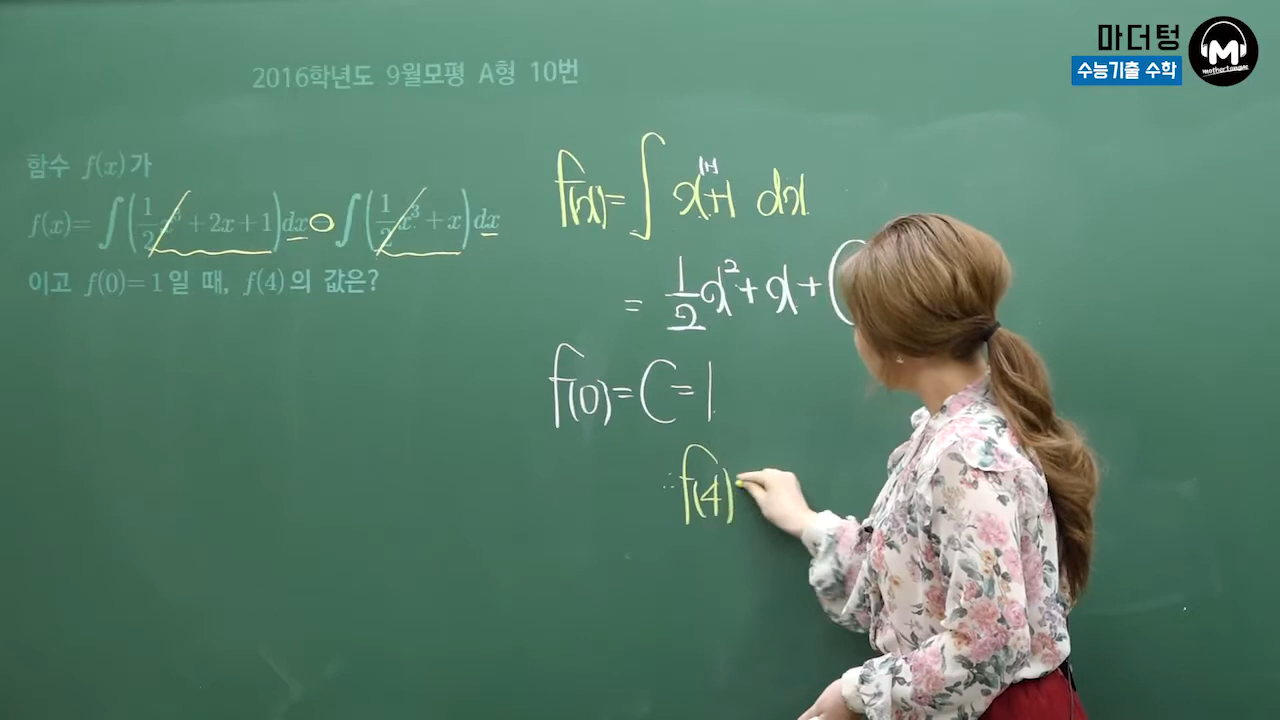 마더텅
수능기출 수학
M
mothertongue
2016학년도 9월모평 A형 10번
함수 f(x)가
f(x)=∫(1/2x³+2x+1)dx-∫(1/2x³+x)dx
이고 f(0)=1일 때, f(4)의 값은?
f(x)=∫ x+1 dx
= 1/2x²+x+C
f(0)=C=1
∴f(4)